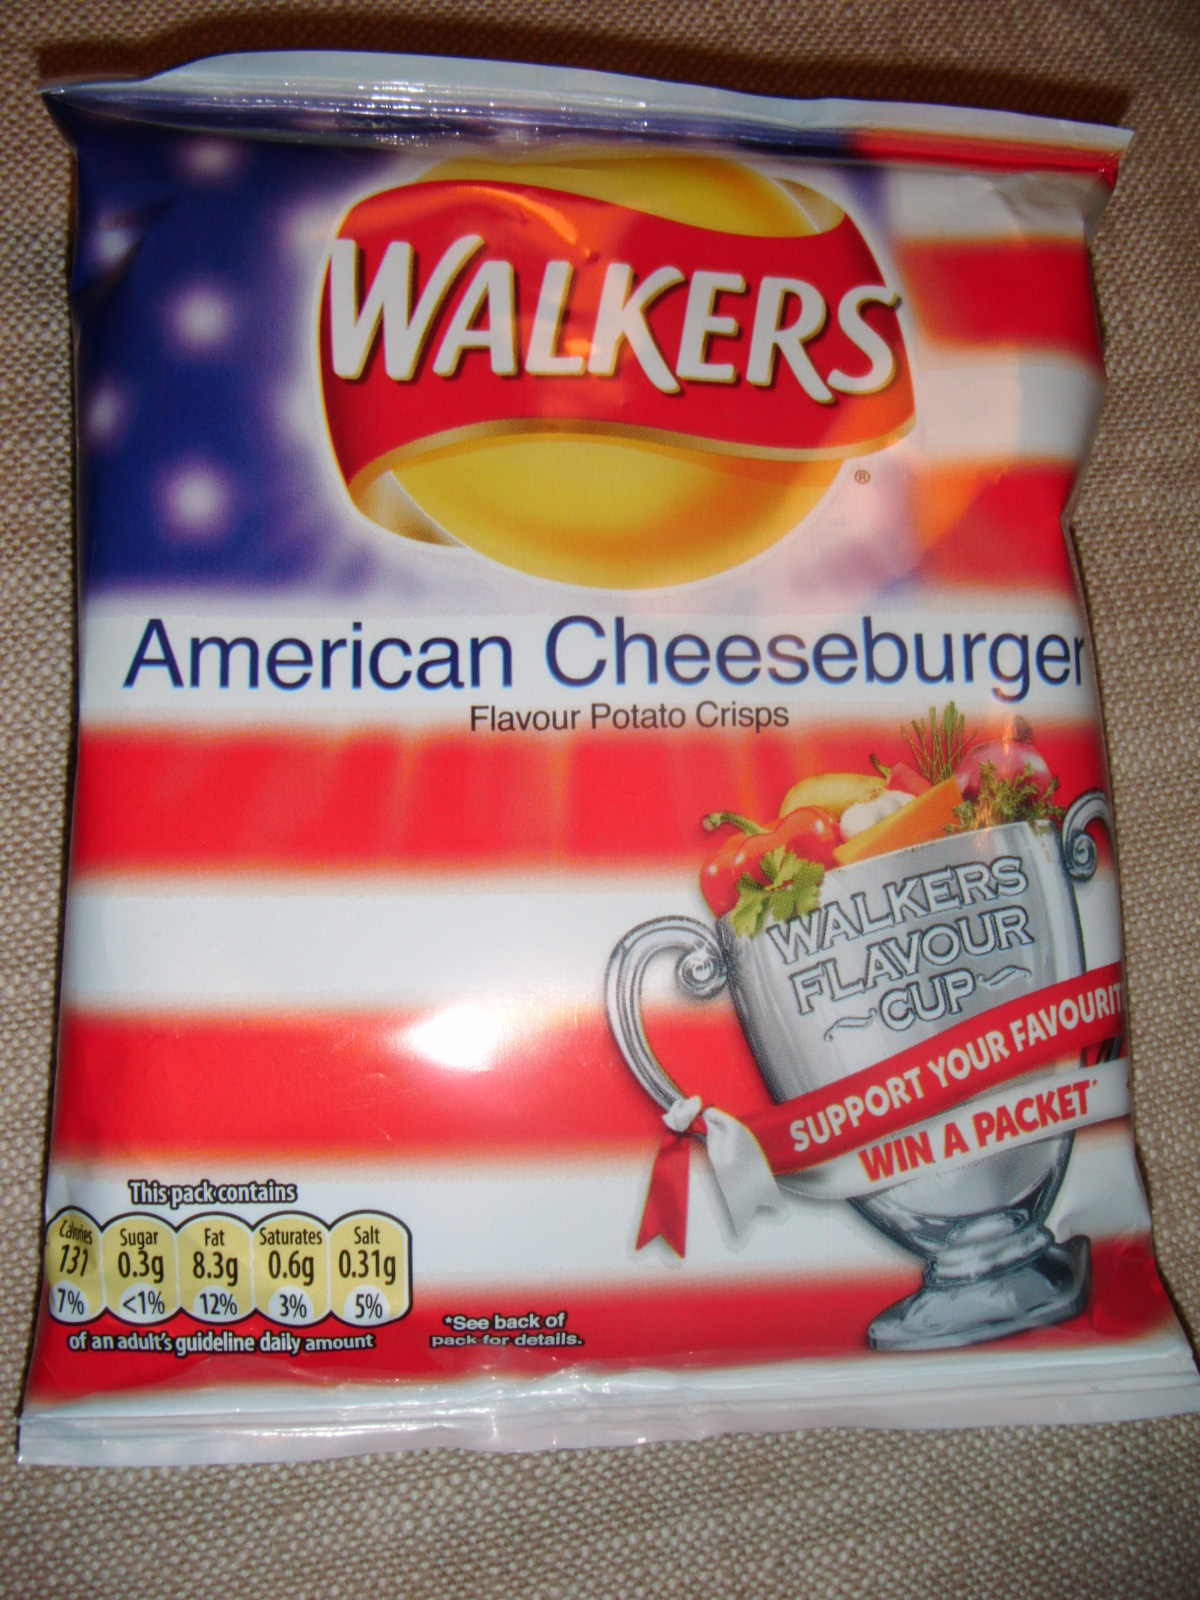 WALKERS
®
American Cheeseburger
Flavour Potato Crisps
WALKERS
FLAVOUR
CUP
SUPPORT YOUR FAVOURIT
WIN A PACKET*
This pack contains
Calories Sugar Fat Saturates Salt
131 0.3g 8.3g 0.6g 0.31g
7% <1% 12% 3% 5%
of an adult's guideline daily amount
*See back of
pack for details.